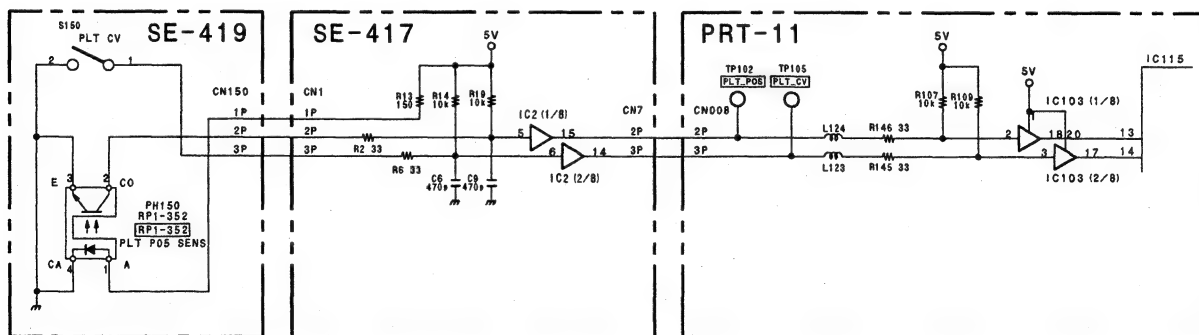 SE-419
S150
PLT CV
2
1
CN150
1P
2P
3P
3
2
E
CO
PH150
RP1-352
RP1-352
PLT POS SENS
CA
4
1
A
SE-417
5V
CN1
1P
2P
3P
R13
150
R14
10k
R19
10k
R2 33
R6 33
C6
470p
C9
470p
IC2 (1/8)
5
15
6
14
IC2 (2/8)
CN7
2P
3P
PRT-11
CN008
2P
3P
TP102
PLT_POS
TP105
PLT_CV
L124
L123
R146 33
R145 33
5V
R107
10k
R109
10k
5V
IC103 (1/8)
2
18
20
3
17
IC103 (2/8)
13
14
IC115